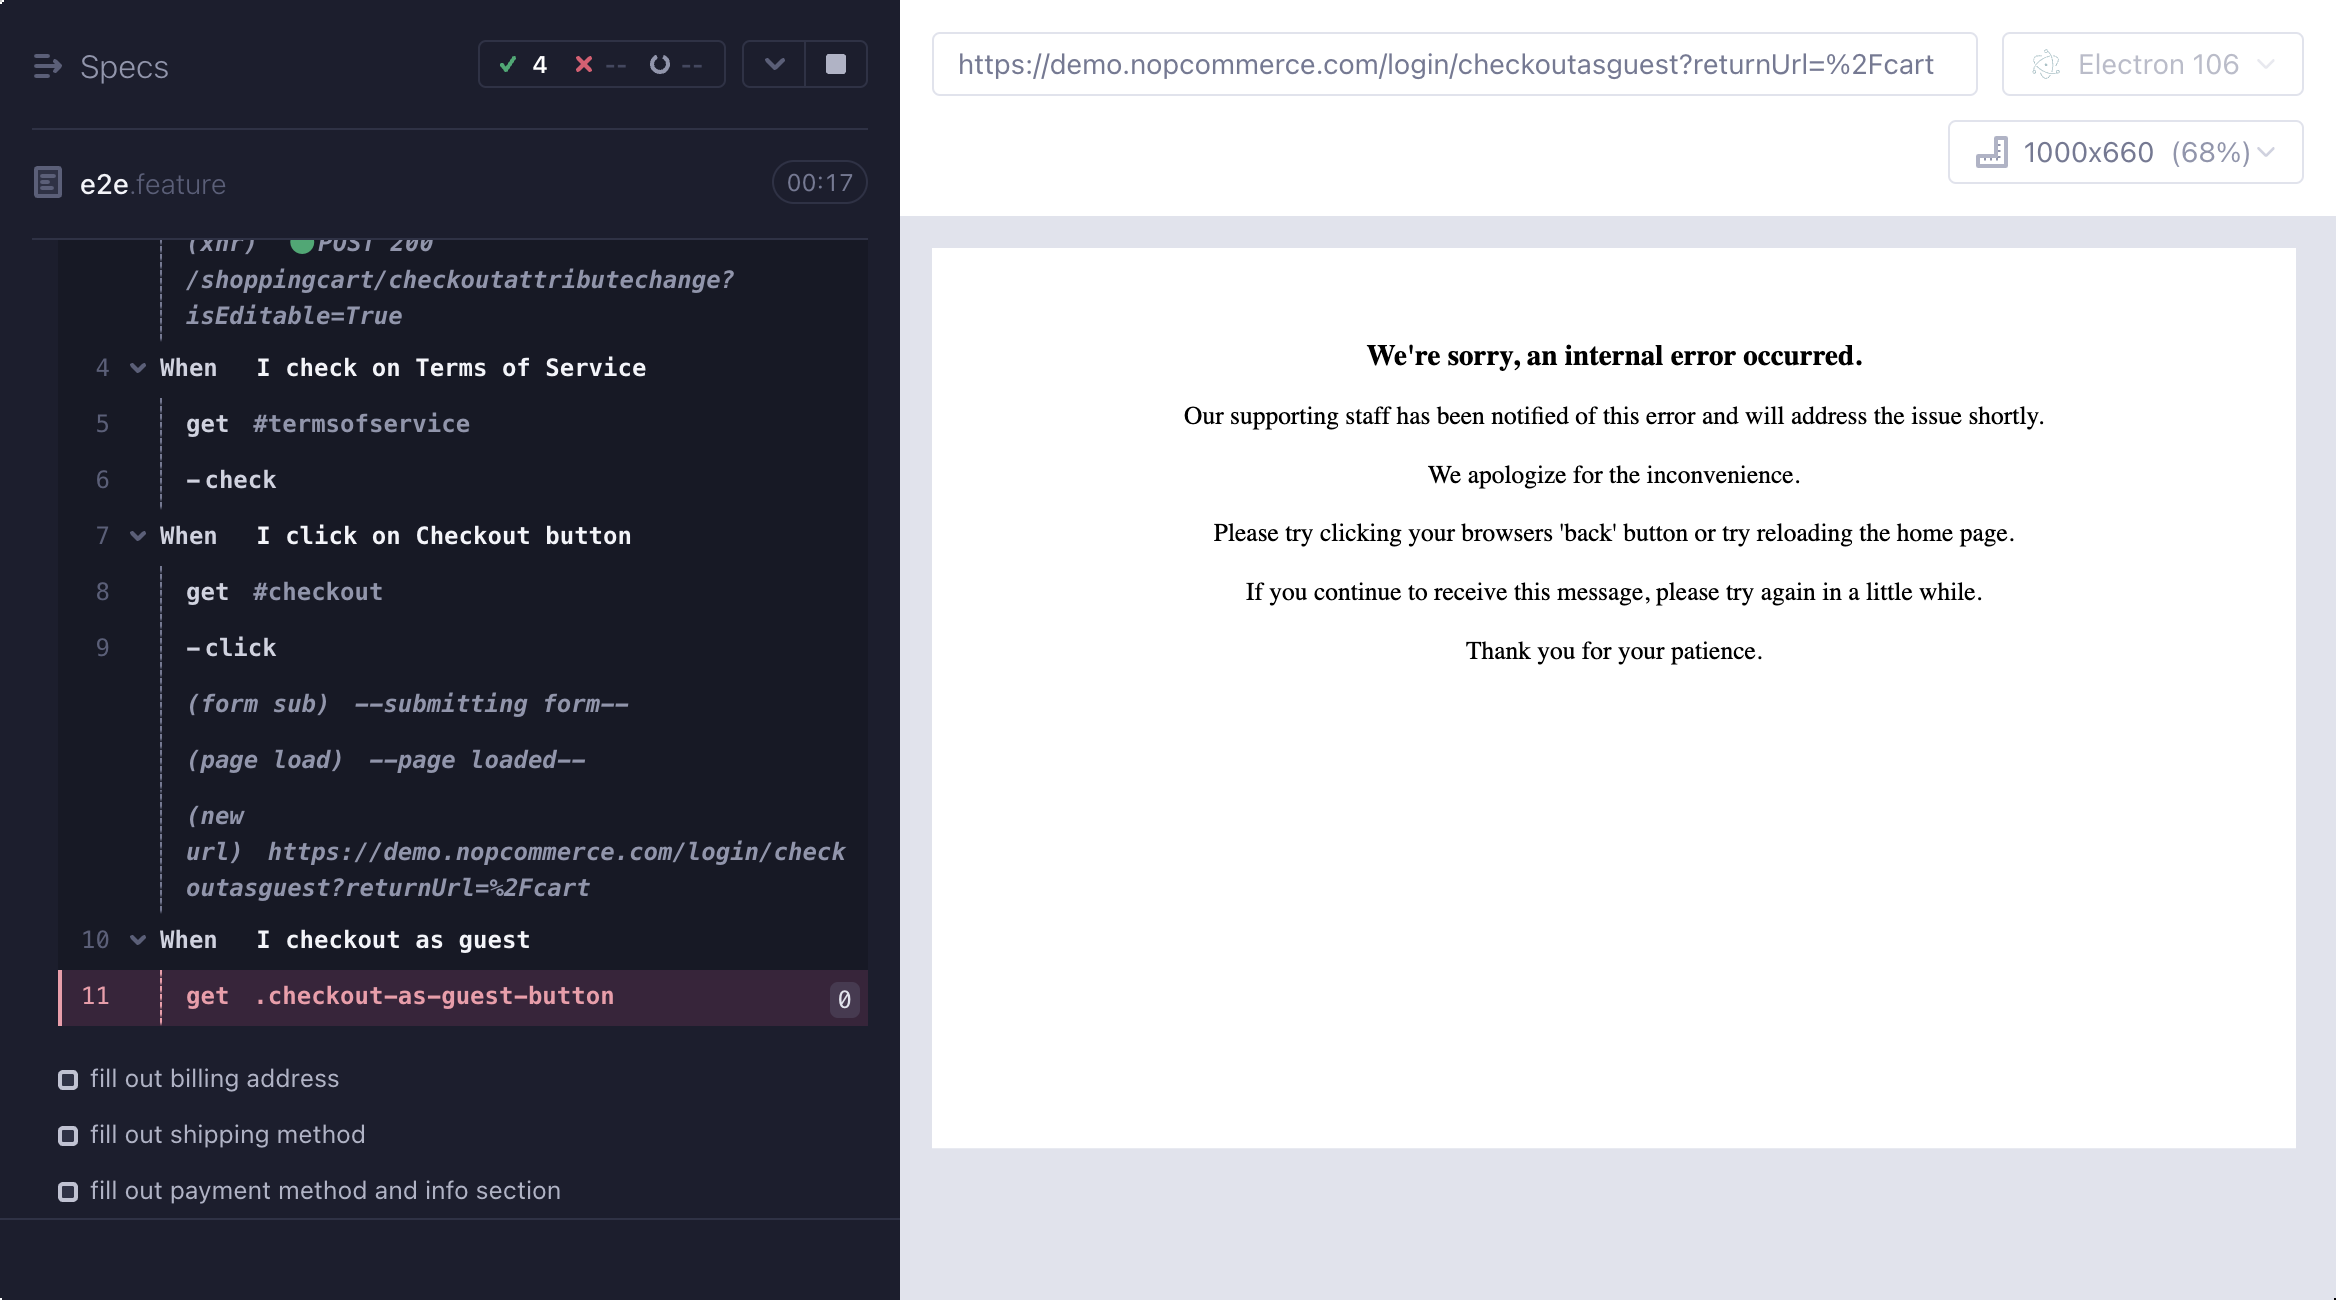 Specs
4 -- --
e2e.feature
00:17
(xhr) POST 200
/shoppingcart/checkoutattributechange?
isEditable=True
4 When I check on Terms of Service
5 get #termsofservice
6 -check
7 When I click on Checkout button
8 get #checkout
9 -click
(form sub) --submitting form--
(page load) --page loaded--
(new
url) https://demo.nopcommerce.com/login/check
outasguest?returnUrl=%2Fcart
10 When I checkout as guest
11 get .checkout-as-guest-button 0
fill out billing address
fill out shipping method
fill out payment method and info section
https://demo.nopcommerce.com/login/checkoutasguest?returnUrl=%2Fcart
Electron 106
1000x660 (68%)
We're sorry, an internal error occurred.
Our supporting staff has been notified of this error and will address the issue shortly.
We apologize for the inconvenience.
Please try clicking your browsers 'back' button or try reloading the home page.
If you continue to receive this message, please try again in a little while.
Thank you for your patience.